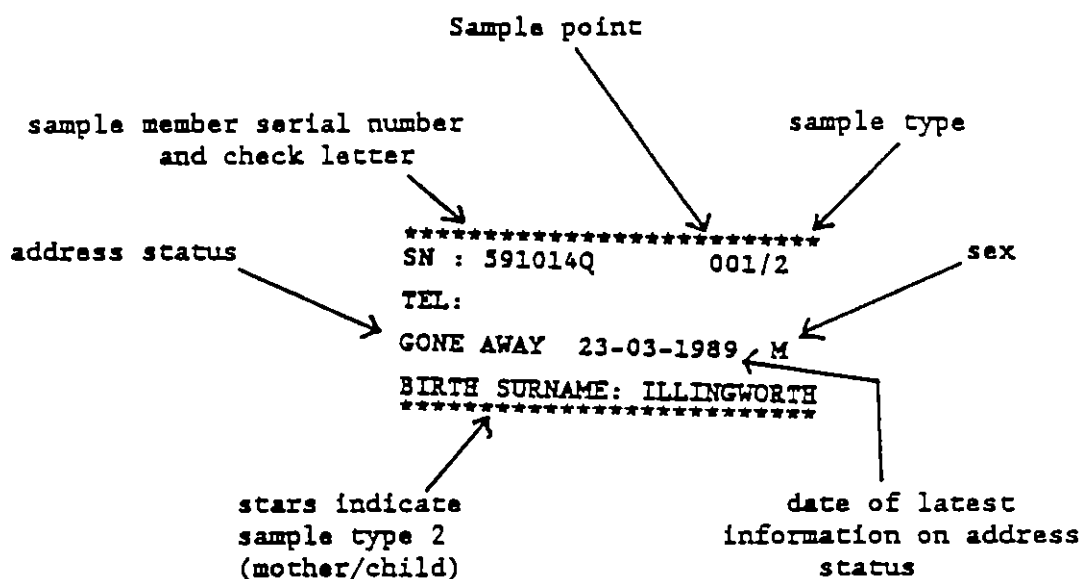 Sample point
sample member serial number
and check letter
sample type
address status
sex
*****************************
SN : 591014Q 001/2
TEL:
GONE AWAY 23-03-1989 M
BIRTH SURNAME: ILLINGWORTH
*****************************
stars indicate
sample type 2
(mother/child)
date of latest
information on address
status